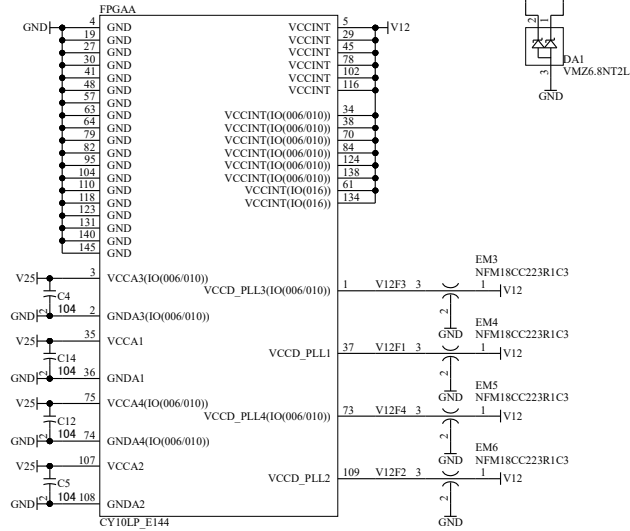 FPGAA
GND 4 GND VCCINT 5 V12
19 GND VCCINT 29
27 GND VCCINT 45
30 GND VCCINT 78
41 GND VCCINT 102
48 GND VCCINT 116
57 GND
63 GND VCCINT(IO(006/010)) 34
64 GND VCCINT(IO(006/010)) 38
79 GND VCCINT(IO(006/010)) 70
82 GND VCCINT(IO(006/010)) 84
95 GND VCCINT(IO(006/010)) 124
104 GND VCCINT(IO(006/010)) 138
110 GND VCCINT(IO(016)) 61
118 GND VCCINT(IO(016)) 134
123 GND
131 GND
140 GND
145 GND
2 1
DA1
VMZ6.8NT2L
3
GND
V25 3 VCCA3(IO(006/010))
C4
104
GND 2 2 GNDA3(IO(006/010))
VCCD_PLL3(IO(006/010)) 1 V12F3 3 1 V12
EM3
NFM18CC223R1C3
2
GND
V25 35 VCCA1
C14
104
GND 2 36 GNDA1
VCCD_PLL1 37 V12F1 3 1 V12
EM4
NFM18CC223R1C3
2
GND
V25 75 VCCA4(IO(006/010))
C12
104
GND 2 74 GNDA4(IO(006/010))
VCCD_PLL4(IO(006/010)) 73 V12F4 3 1 V12
EM5
NFM18CC223R1C3
2
GND
V25 107 VCCA2
C5
104
GND 2 108 GNDA2
VCCD_PLL2 109 V12F2 3 1 V12
EM6
NFM18CC223R1C3
2
GND
CY10LP_E144